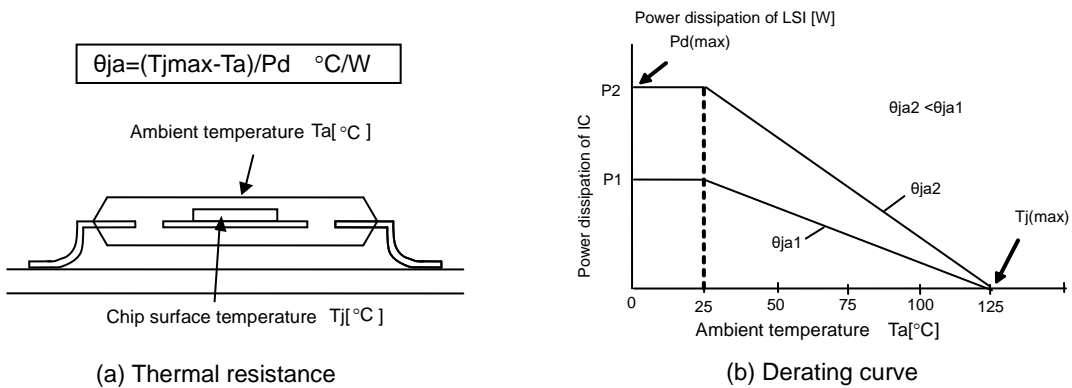 θja=(Tjmax-Ta)/Pd °C/W
Ambient temperature Ta[°C]
Chip surface temperature Tj[°C]
(a) Thermal resistance
Power dissipation of LSI [W]
Pd(max)
P2
θja2 <θja1
Power dissipation of IC
P1
θja2
Tj(max)
θja1
0 25 50 75 100 125
Ambient temperature Ta[°C]
(b) Derating curve